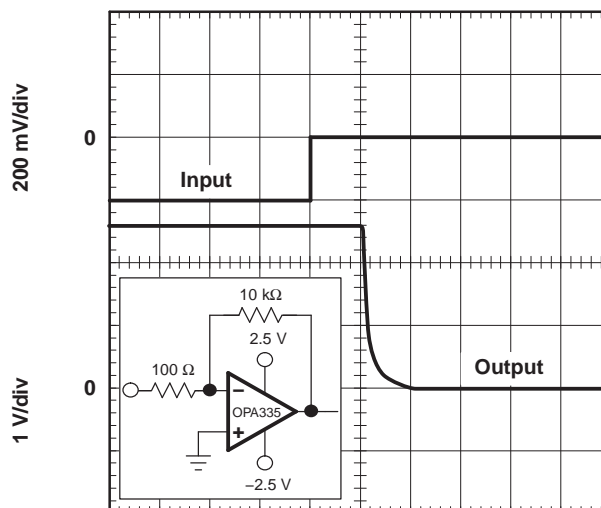 200 mV/div
0
Input
10 kΩ
2.5 V
100 Ω
OPA335
−
+
−2.5 V
Output
0
1 V/div